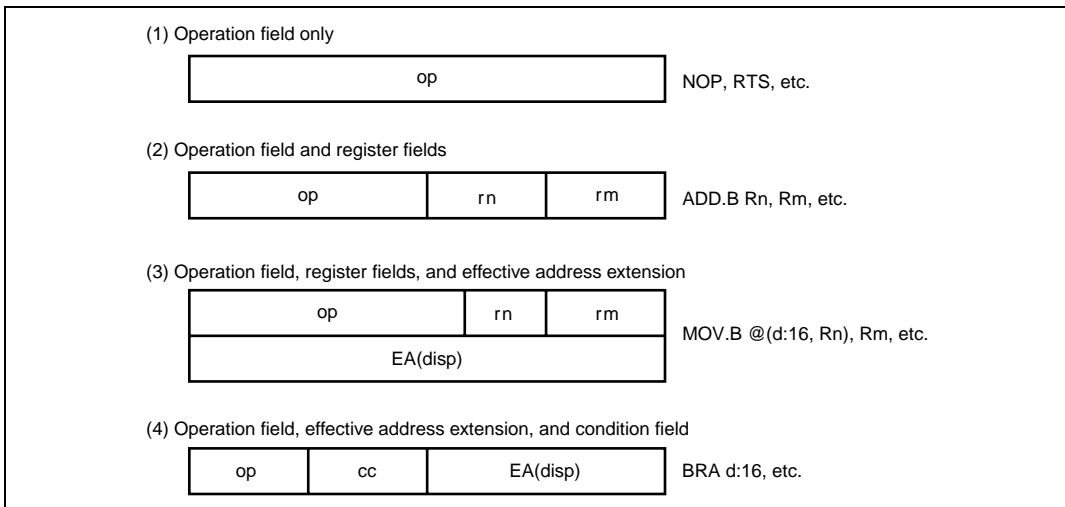 (1) Operation field only
op
NOP, RTS, etc.
(2) Operation field and register fields
op rn rm
ADD.B Rn, Rm, etc.
(3) Operation field, register fields, and effective address extension
op rn rm
EA(disp)
MOV.B @(d:16, Rn), Rm, etc.
(4) Operation field, effective address extension, and condition field
op cc EA(disp)
BRA d:16, etc.